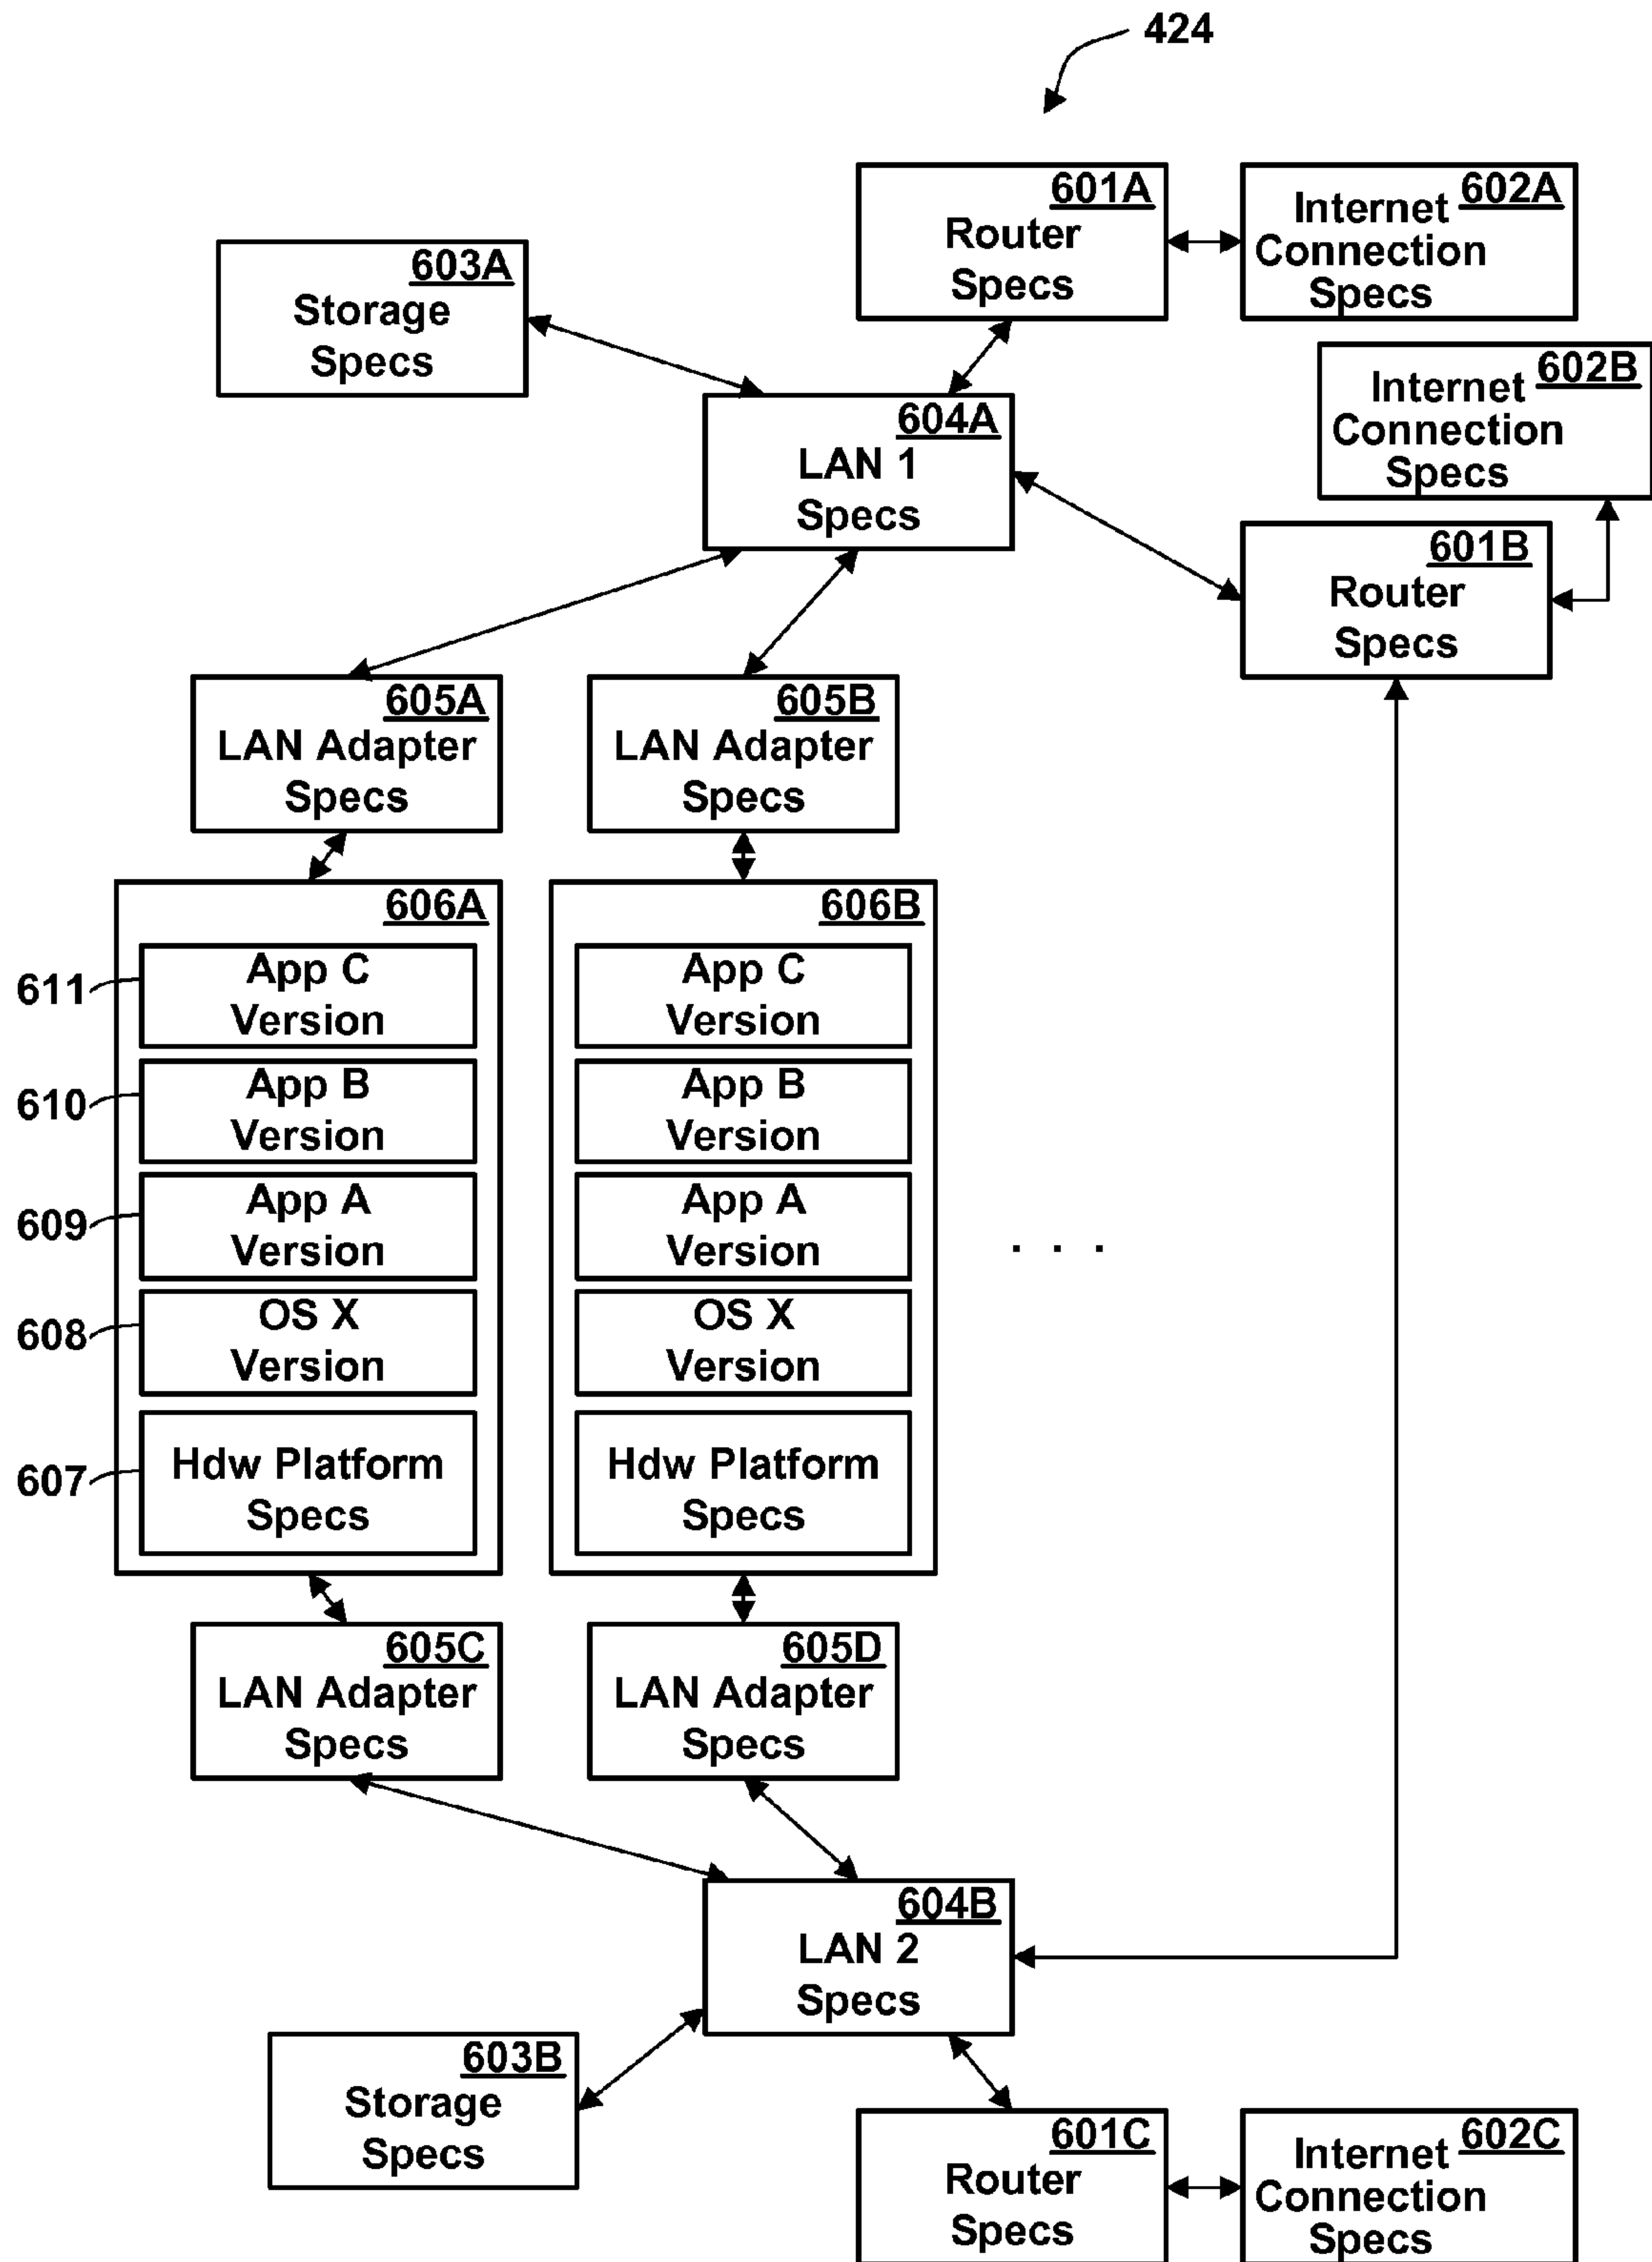 424
601A
Router
Specs
602A
Internet
Connection
Specs
603A
Storage
Specs
602B
Internet
Connection
Specs
604A
LAN 1
Specs
601B
Router
Specs
605A
LAN Adapter
Specs
605B
LAN Adapter
Specs
606A
611
App C
Version
610
App B
Version
609
App A
Version
608
OS X
Version
607
Hdw Platform
Specs
606B
App C
Version
App B
Version
App A
Version
OS X
Version
Hdw Platform
Specs
. . .
605C
LAN Adapter
Specs
605D
LAN Adapter
Specs
604B
LAN 2
Specs
603B
Storage
Specs
601C
Router
Specs
602C
Internet
Connection
Specs